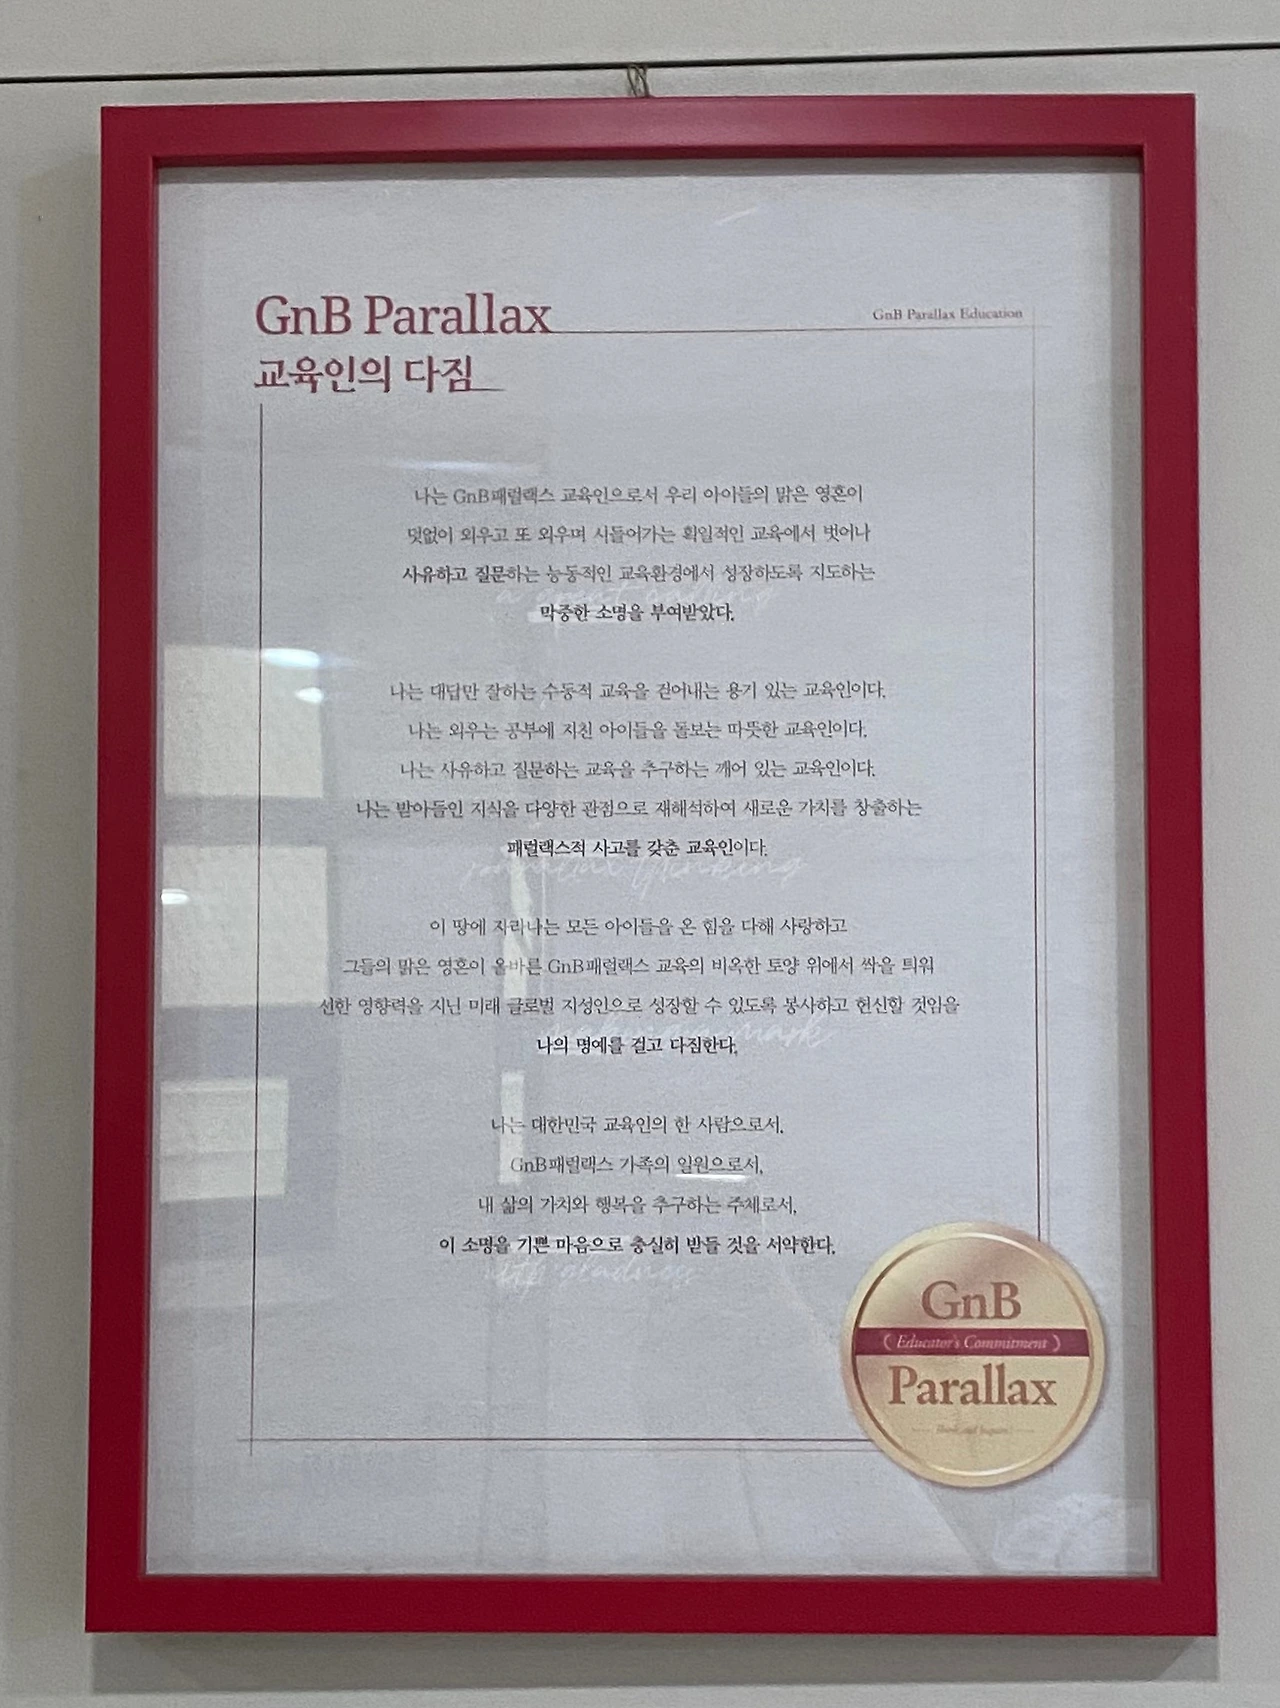 GnB Parallax
GnB Parallax Education
교육인의 다짐
나는 GnB패럴랙스 교육인으로서 우리 아이들의 맑은 영혼이
덧없이 외우고 또 외우며 시들어가는 획일적인 교육에서 벗어나
사유하고 질문하는 능동적인 교육환경에서 성장하도록 지도하는
막중한 소명을 부여받았다.
나는 대답만 잘하는 수동적 교육을 걷어내는 용기 있는 교육인이다.
나는 외우는 공부에 지친 아이들을 돌보는 따뜻한 교육인이다.
나는 사유하고 질문하는 교육을 추구하는 깨어 있는 교육인이다.
나는 받아들인 지식을 다양한 관점으로 재해석하여 새로운 가치를 창출하는
패럴랙스적 사고를 갖춘 교육인이다.
이 땅에 자라나는 모든 아이들을 온 힘을 다해 사랑하고
그들의 맑은 영혼이 올바른 GnB패럴랙스 교육의 비옥한 토양 위에서 싹을 틔워
선한 영향력을 지닌 미래 글로벌 지성인으로 성장할 수 있도록 봉사하고 헌신할 것임을
나의 명예를 걸고 다짐한다.
나는 대한민국 교육인의 한 사람으로서,
GnB패럴랙스 가족의 일원으로서,
내 삶의 가치와 행복을 추구하는 주체로서,
이 소명을 기쁜 마음으로 충실히 받들 것을 서약한다.
GnB
( Educator's Commitment )
Parallax